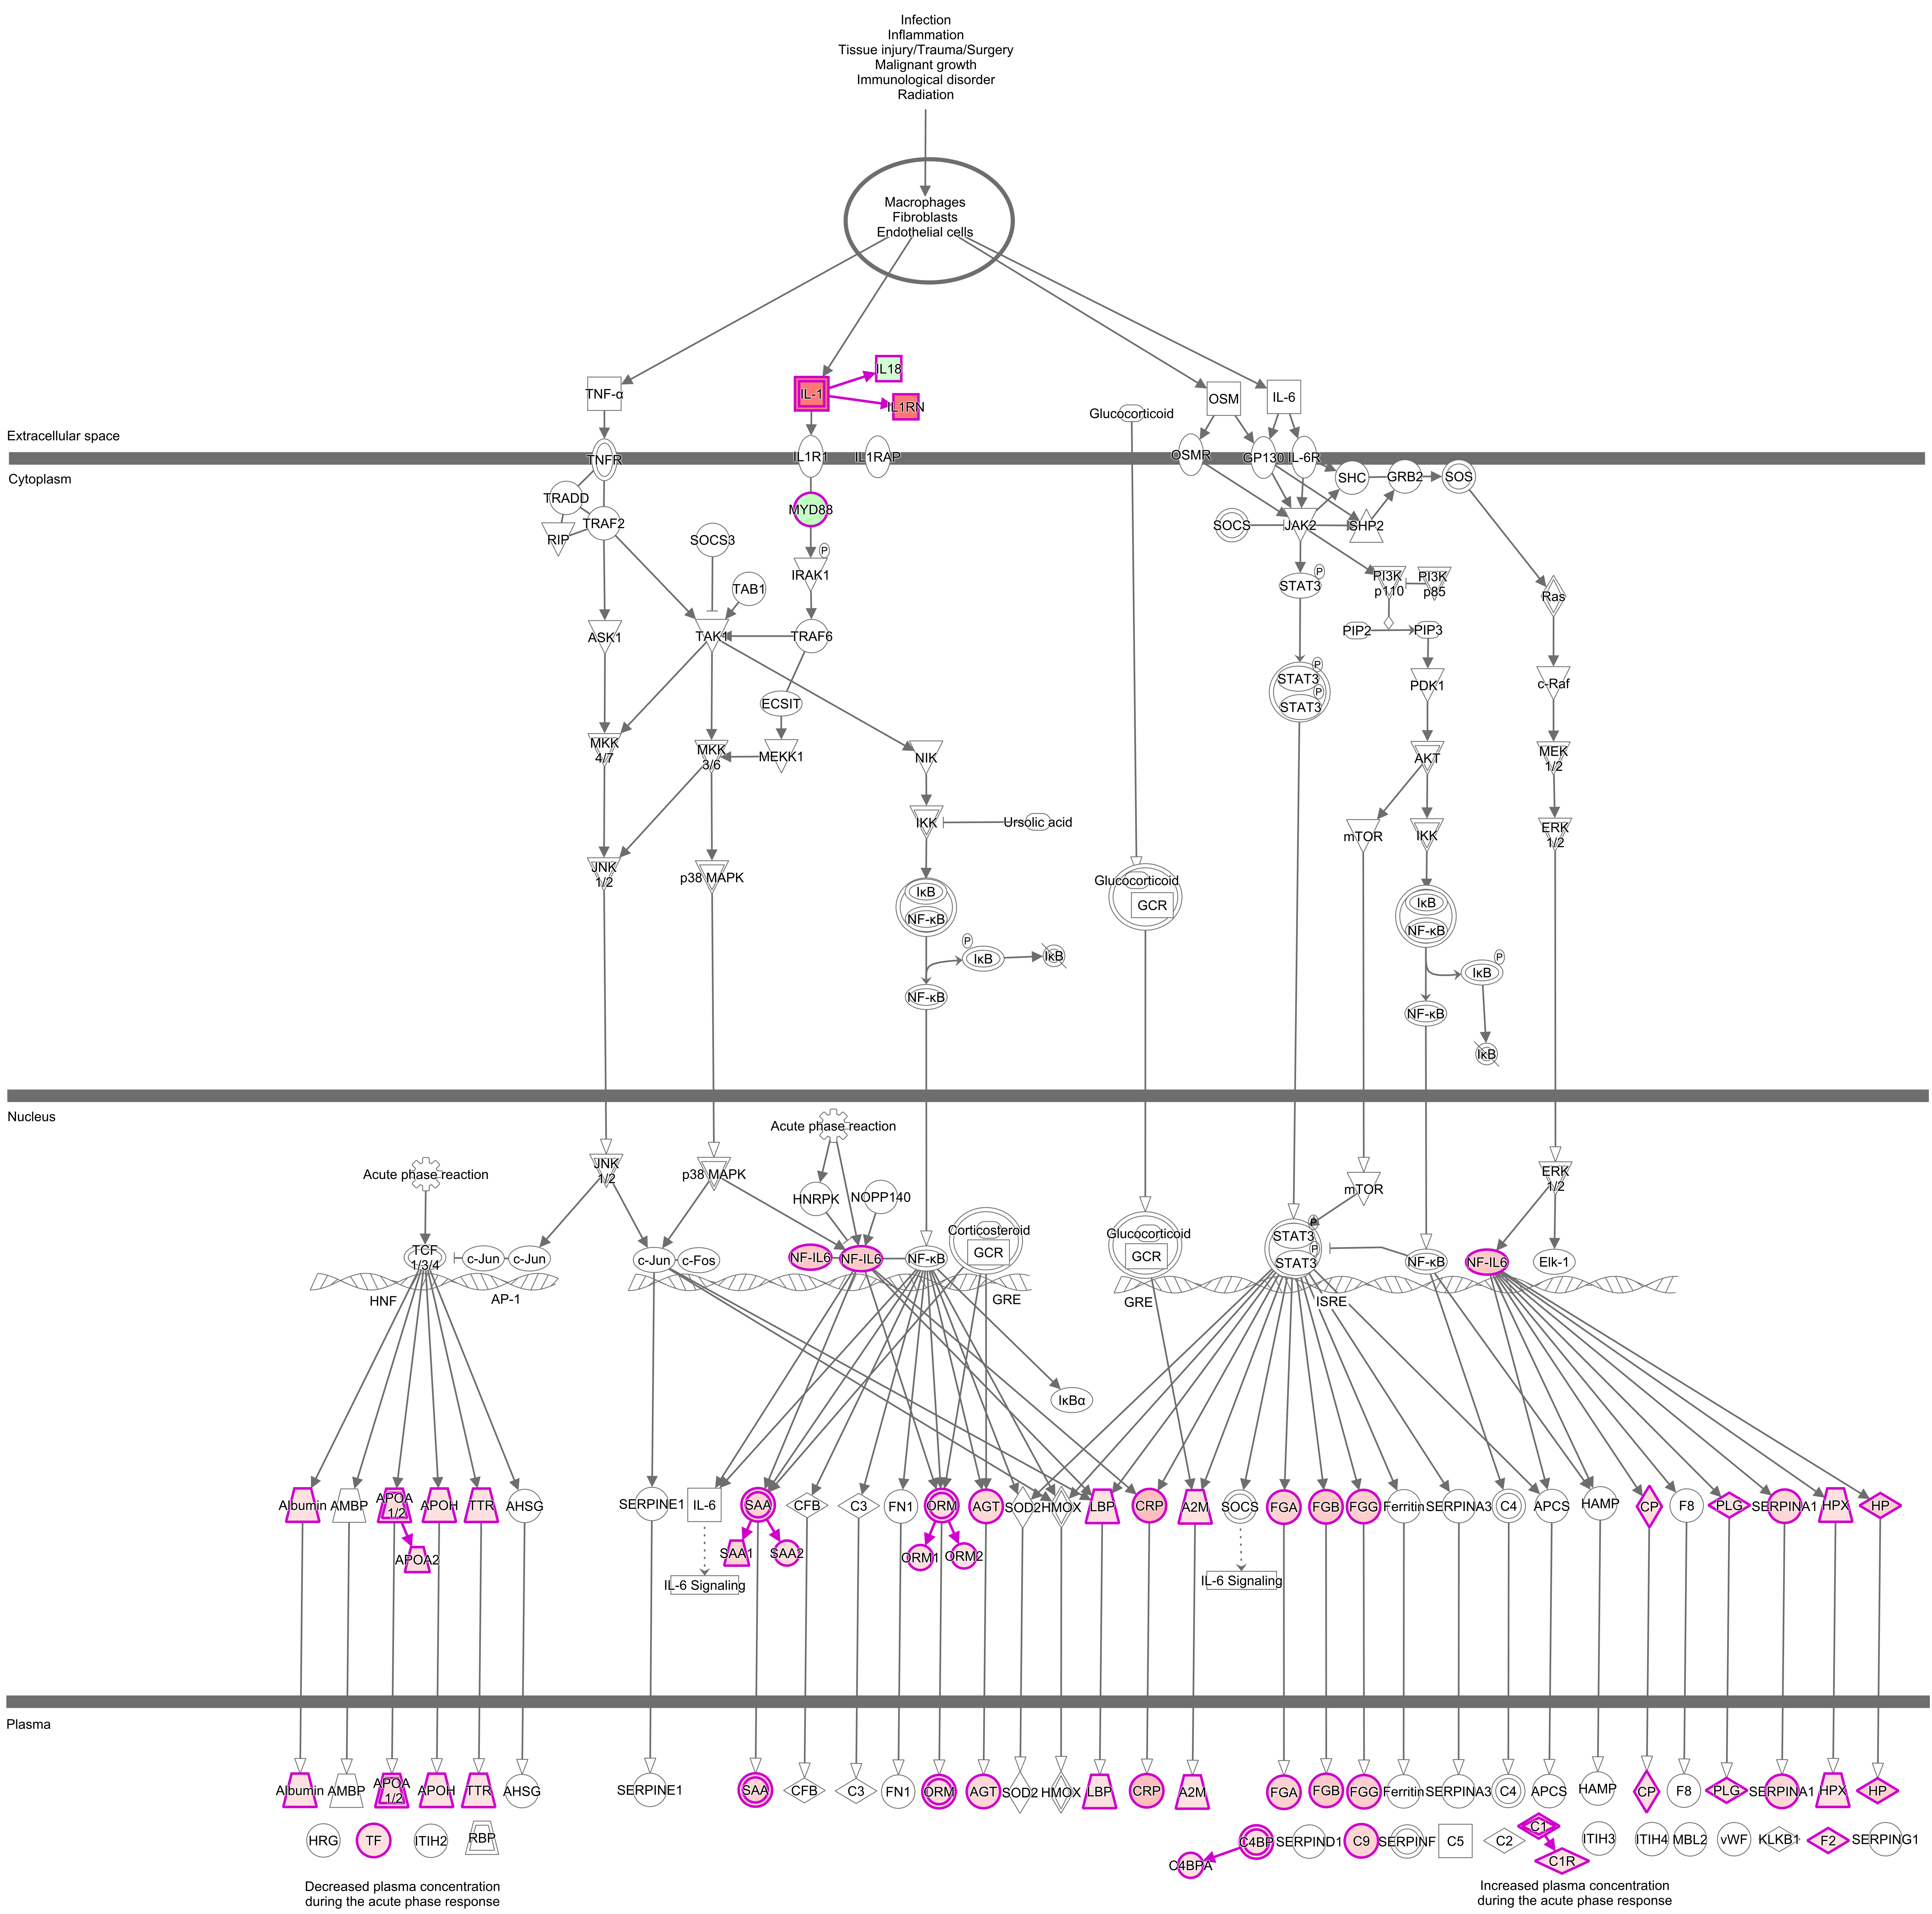 Infection
Inflammation
Tissue injury/Trauma/Surgery
Malignant growth
Immunological disorder
Radiation
Macrophages
Fibroblasts
Endothelial cells
IL18
TNF-α
IL-1
IL1RN
OSM
IL-6
Glucocorticoid
Extracellular space
TNFR
IL1R1
IL1RAP
OSMR
GP130
IL-6R
Cytoplasm
SHC
GRB2
SOS
TRADD
MYD88
TRAF2
RIP
SOCS3
SOCS
JAK2
SHP2
P
IRAK1
TAB1
P
STAT3
PI3K
p110
PI3K
p85
Ras
ASK1
TAK1
TRAF6
PIP2
PIP3
P
STAT3
P
STAT3
ECSIT
PDK1
c-Raf
MKK
4/7
MKK
3/6
MEKK1
NIK
AKT
MEK
1/2
IKK
Ursolic acid
mTOR
IKK
ERK
1/2
JNK
1/2
p38 MAPK
IκB
NF-κB
Glucocorticoid
GCR
IκB
NF-κB
P
IκB
IκB
P
IκB
NF-κB
NF-κB
IκB
Nucleus
Acute phase reaction
Acute phase reaction
JNK
1/2
p38 MAPK
HNRPK
NOPP140
mTOR
ERK
1/2
TCF
1/3/4
c-Jun
c-Jun
c-Jun
c-Fos
NF-IL6
NF-IL6
NF-κB
Corticosteroid
GCR
Glucocorticoid
GCR
P
STAT3
P
STAT3
NF-κB
NF-IL6
Elk-1
HNF
AP-1
GRE
GRE
ISRE
IκBα
Albumin
AMBP
APOA
1/2
APOH
TTR
AHSG
SERPINE1
IL-6
SAA
CFB
C3
FN1
ORM
AGT
SOD2
HMOX
LBP
CRP
A2M
SOCS
FGA
FGB
FGG
Ferritin
SERPINA3
C4
APCS
HAMP
CP
F8
PLG
SERPINA1
HPX
HP
APOA2
SAA1
SAA2
ORM1
ORM2
IL-6 Signaling
IL-6 Signaling
Plasma
Albumin
AMBP
APOA
1/2
APOH
TTR
AHSG
SERPINE1
SAA
CFB
C3
FN1
ORM
AGT
SOD2
HMOX
LBP
CRP
A2M
FGA
FGB
FGG
Ferritin
SERPINA3
C4
APCS
HAMP
CP
F8
PLG
SERPINA1
HPX
HP
HRG
TF
ITIH2
RBP
C4BP
SERPIND1
C9
SERPINF
C5
C2
C1
ITIH3
ITIH4
MBL2
vWF
KLKB1
F2
SERPING1
C4BPA
C1R
Decreased plasma concentration
during the acute phase response
Increased plasma concentration
during the acute phase response